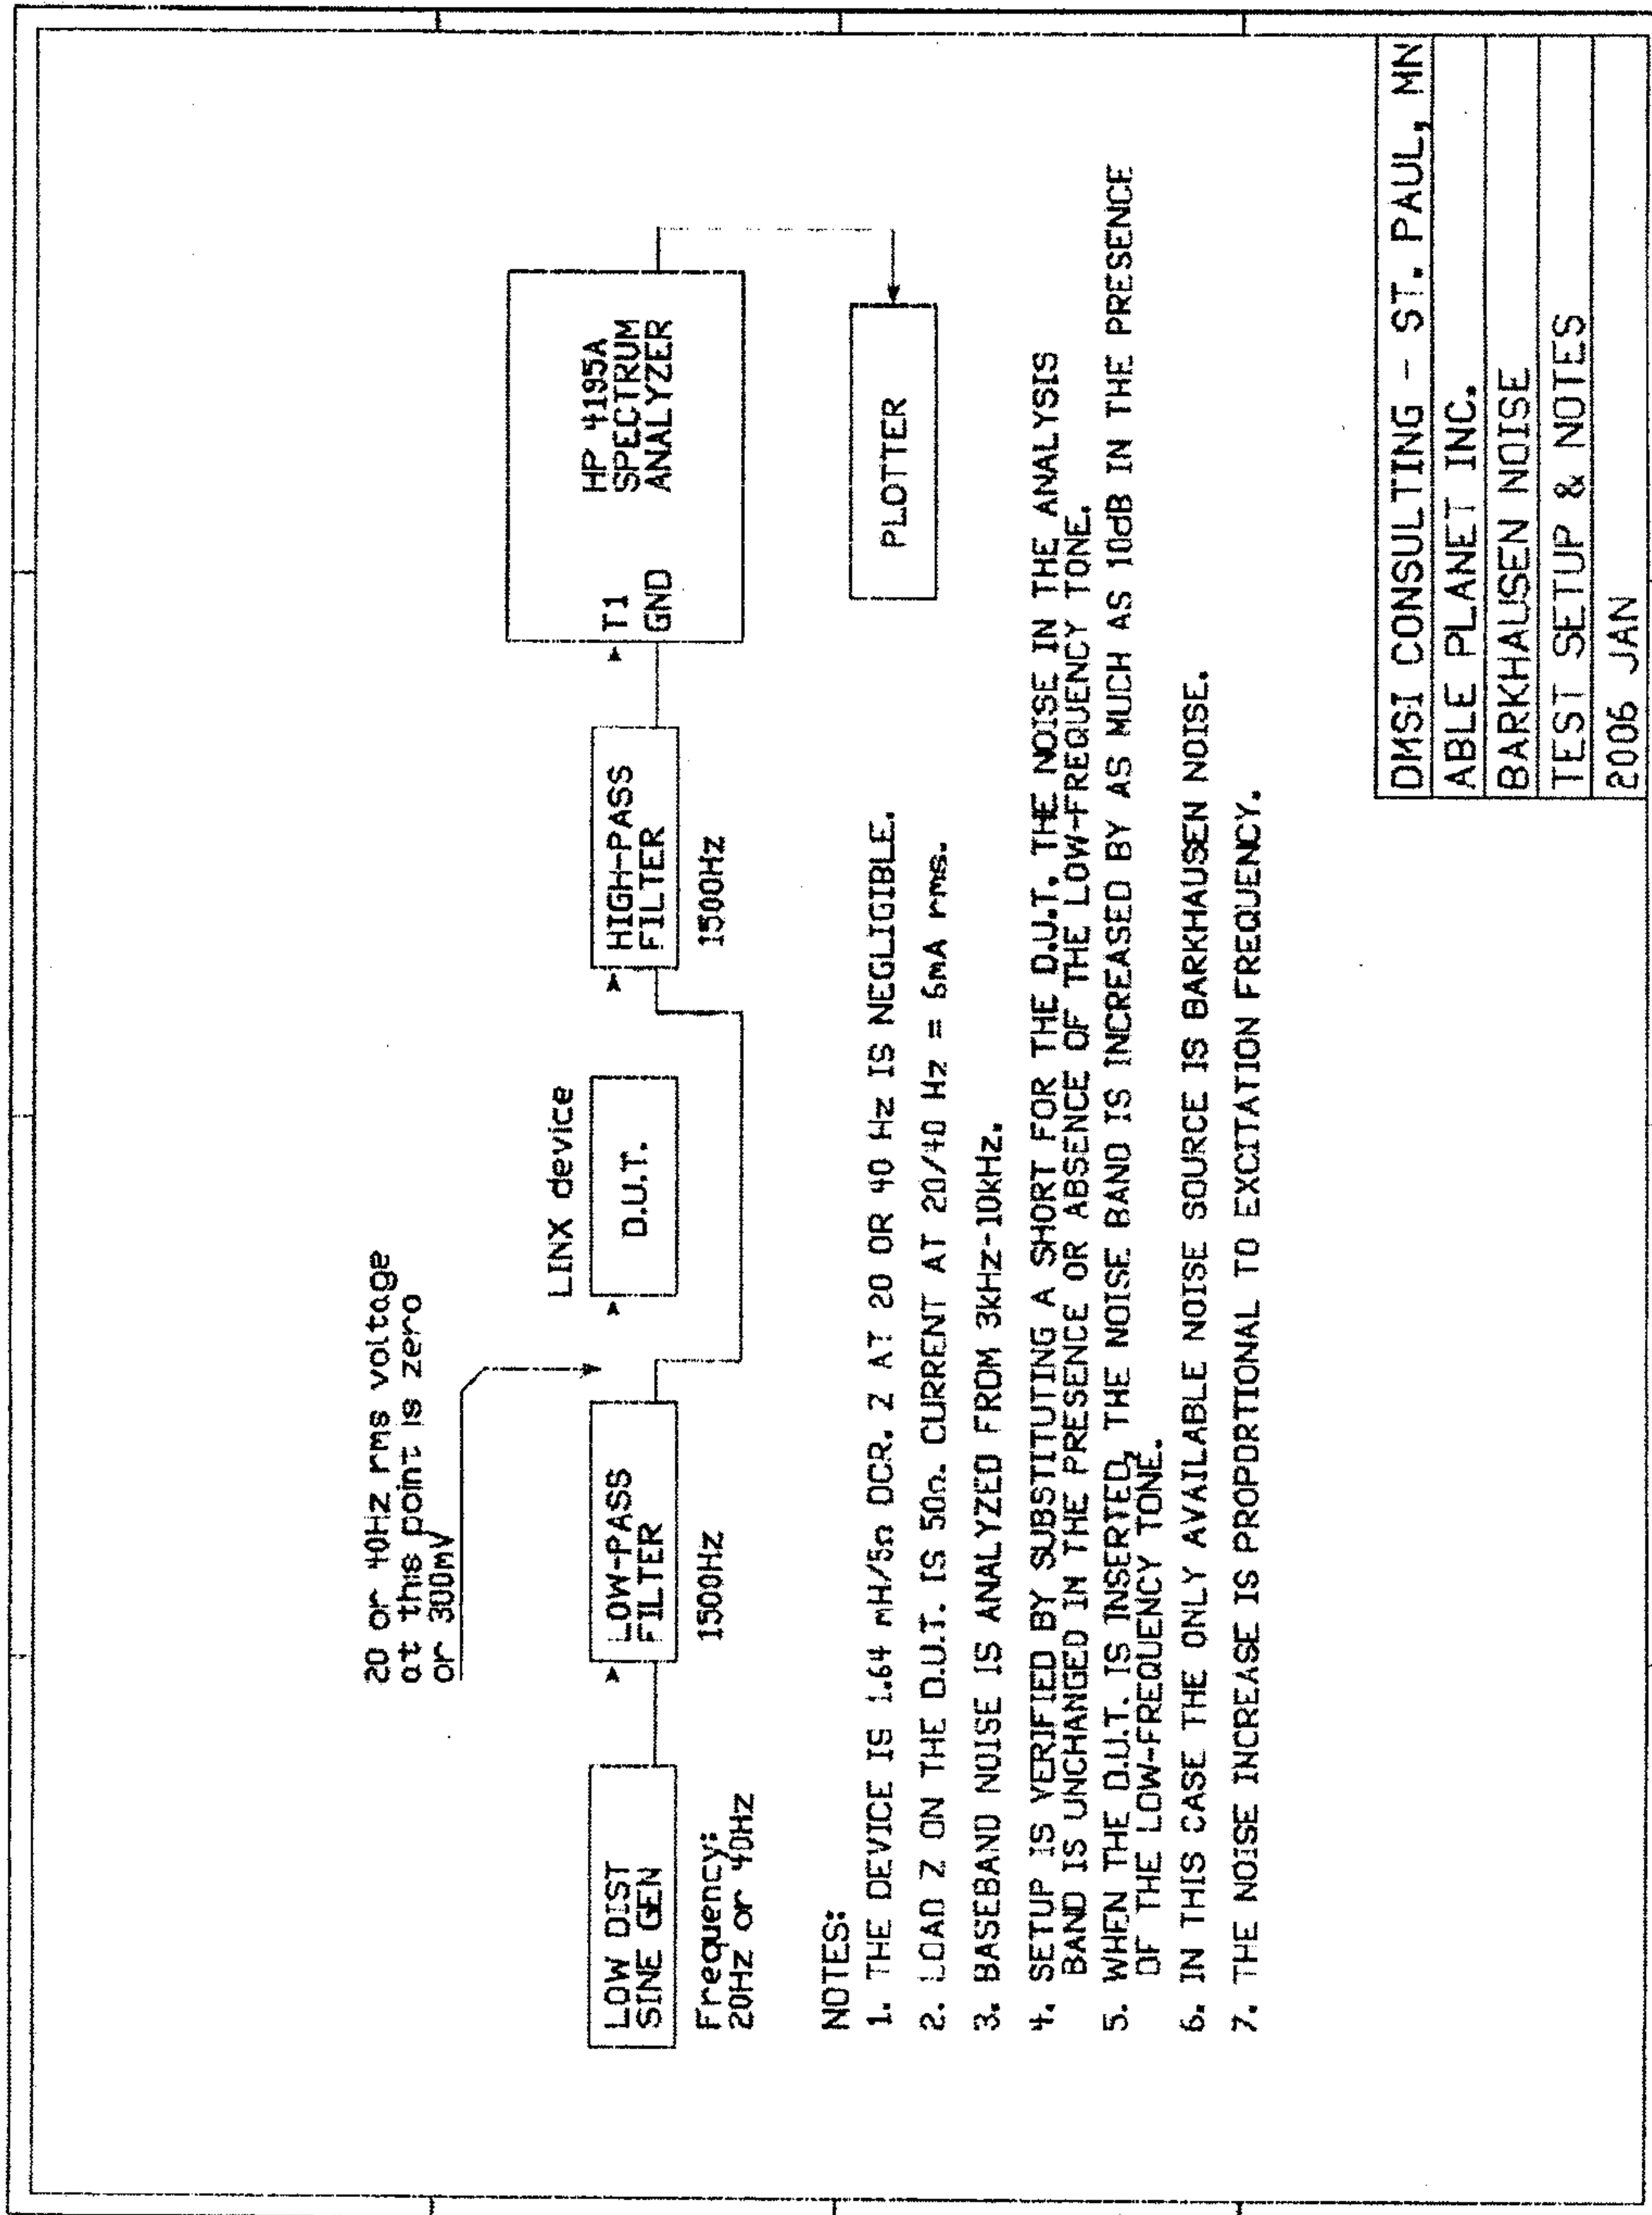 20 or 40Hz rms voltage
at this point is zero
or 300mV
LINX device
LOW DIST
SINE GEN
Frequency:
20Hz or 40Hz
LOW-PASS
FILTER
1500Hz
D.U.T.
HIGH-PASS
FILTER
1500Hz
T1
GND
HP 4195A
SPECTRUM
ANALYZER
PLOTTER
NOTES:
1. THE DEVICE IS 1.64 mH/5Ω DCR. Z AT 20 OR 40 Hz IS NEGLIGIBLE.
2. LOAD Z ON THE D.U.T. IS 50Ω. CURRENT AT 20/40 Hz = 6mA rms.
3. BASEBAND NOISE IS ANALYZED FROM 3kHz-10kHz.
4. SETUP IS VERIFIED BY SUBSTITUTING A SHORT FOR THE D.U.T. THE NOISE IN THE ANALYSIS
BAND IS UNCHANGED IN THE PRESENCE OR ABSENCE OF THE LOW-FREQUENCY TONE.
5. WHEN THE D.U.T. IS INSERTED, THE NOISE BAND IS INCREASED BY AS MUCH AS 10dB IN THE PRESENCE
OF THE LOW-FREQUENCY TONE.
6. IN THIS CASE THE ONLY AVAILABLE NOISE SOURCE IS BARKHAUSEN NOISE.
7. THE NOISE INCREASE IS PROPORTIONAL TO EXCITATION FREQUENCY.
DMSI CONSULTING - ST. PAUL, MN
ABLE PLANET INC.
BARKHAUSEN NOISE
TEST SETUP & NOTES
2006 JAN